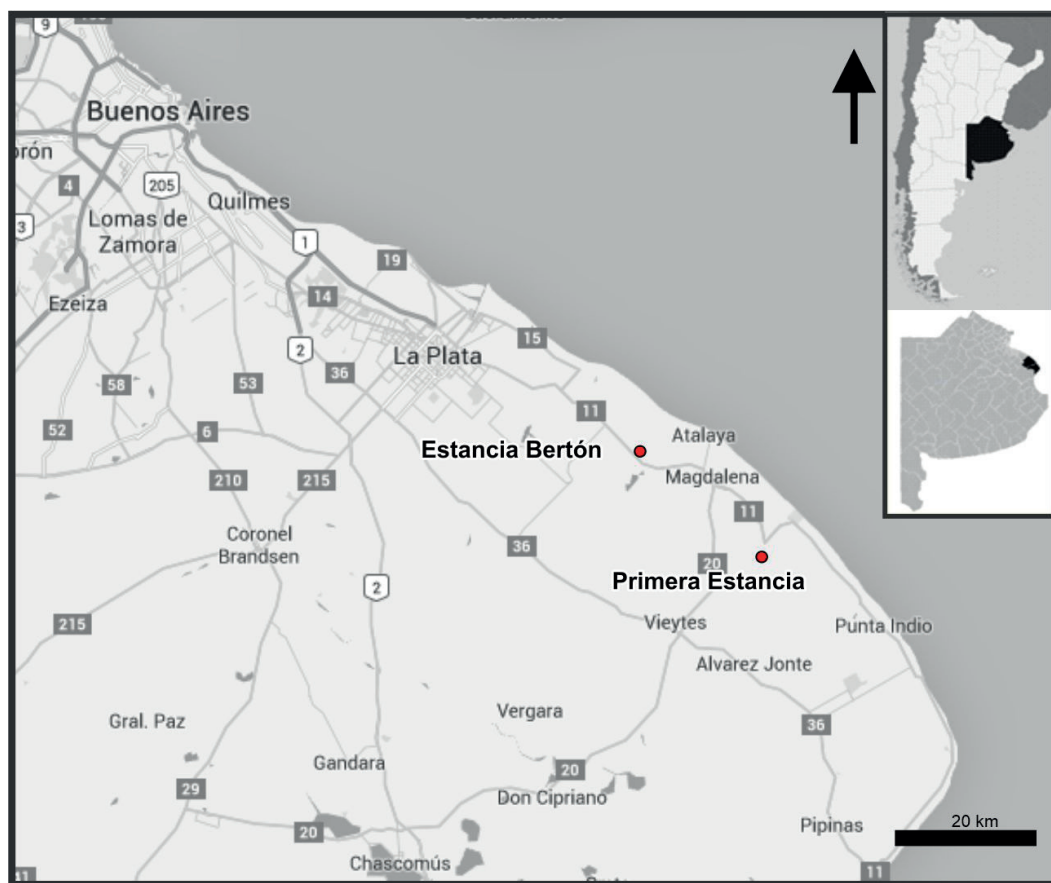 9
Buenos Aires
orón
4
205
Quilmes
3
Lomas de
Zamora
1
19
Ezeiza
14
2
La Plata
15
36
58
53
11
52
6
Estancia Bertón
Atalaya
Magdalena
210
215
11
Coronel
Brandsen
36
20
Primera Estancia
2
215
Vieytes
Punta Indio
Alvarez Jonte
Gral. Paz
Vergara
36
Gandara
20
29
Don Cipriano
20
Pipinas
20 km
Chascomús
11